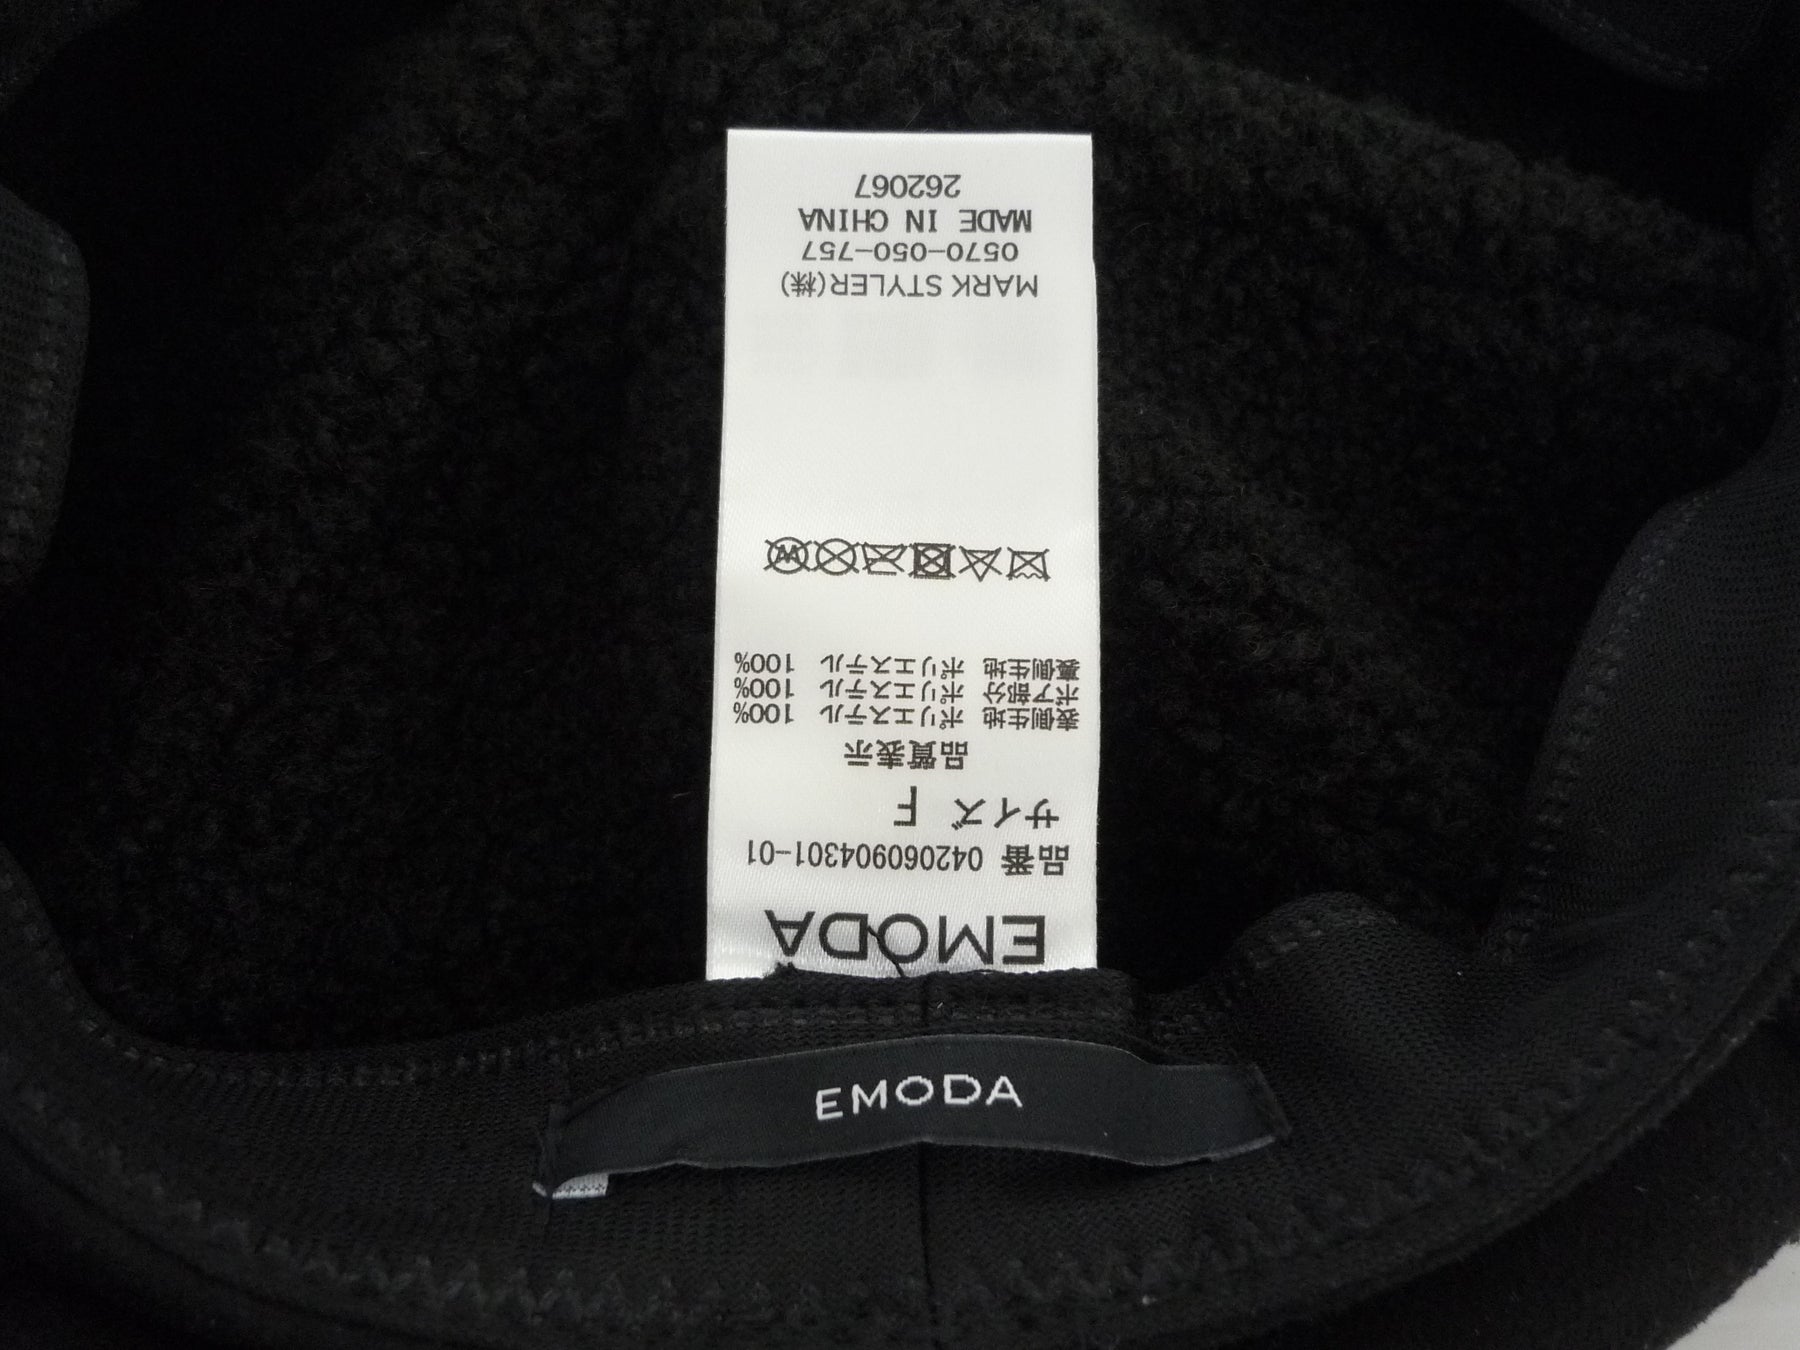 EMODA
品番 042060904301-01
サイズ F
品質表示
表側生地 ポリエステル 100%
ボア部分 ポリエステル 100%
裏側生地 ポリエステル 100%
MARK STYLER(株)
0570-050-757
MADE IN CHINA
262067
EMODA